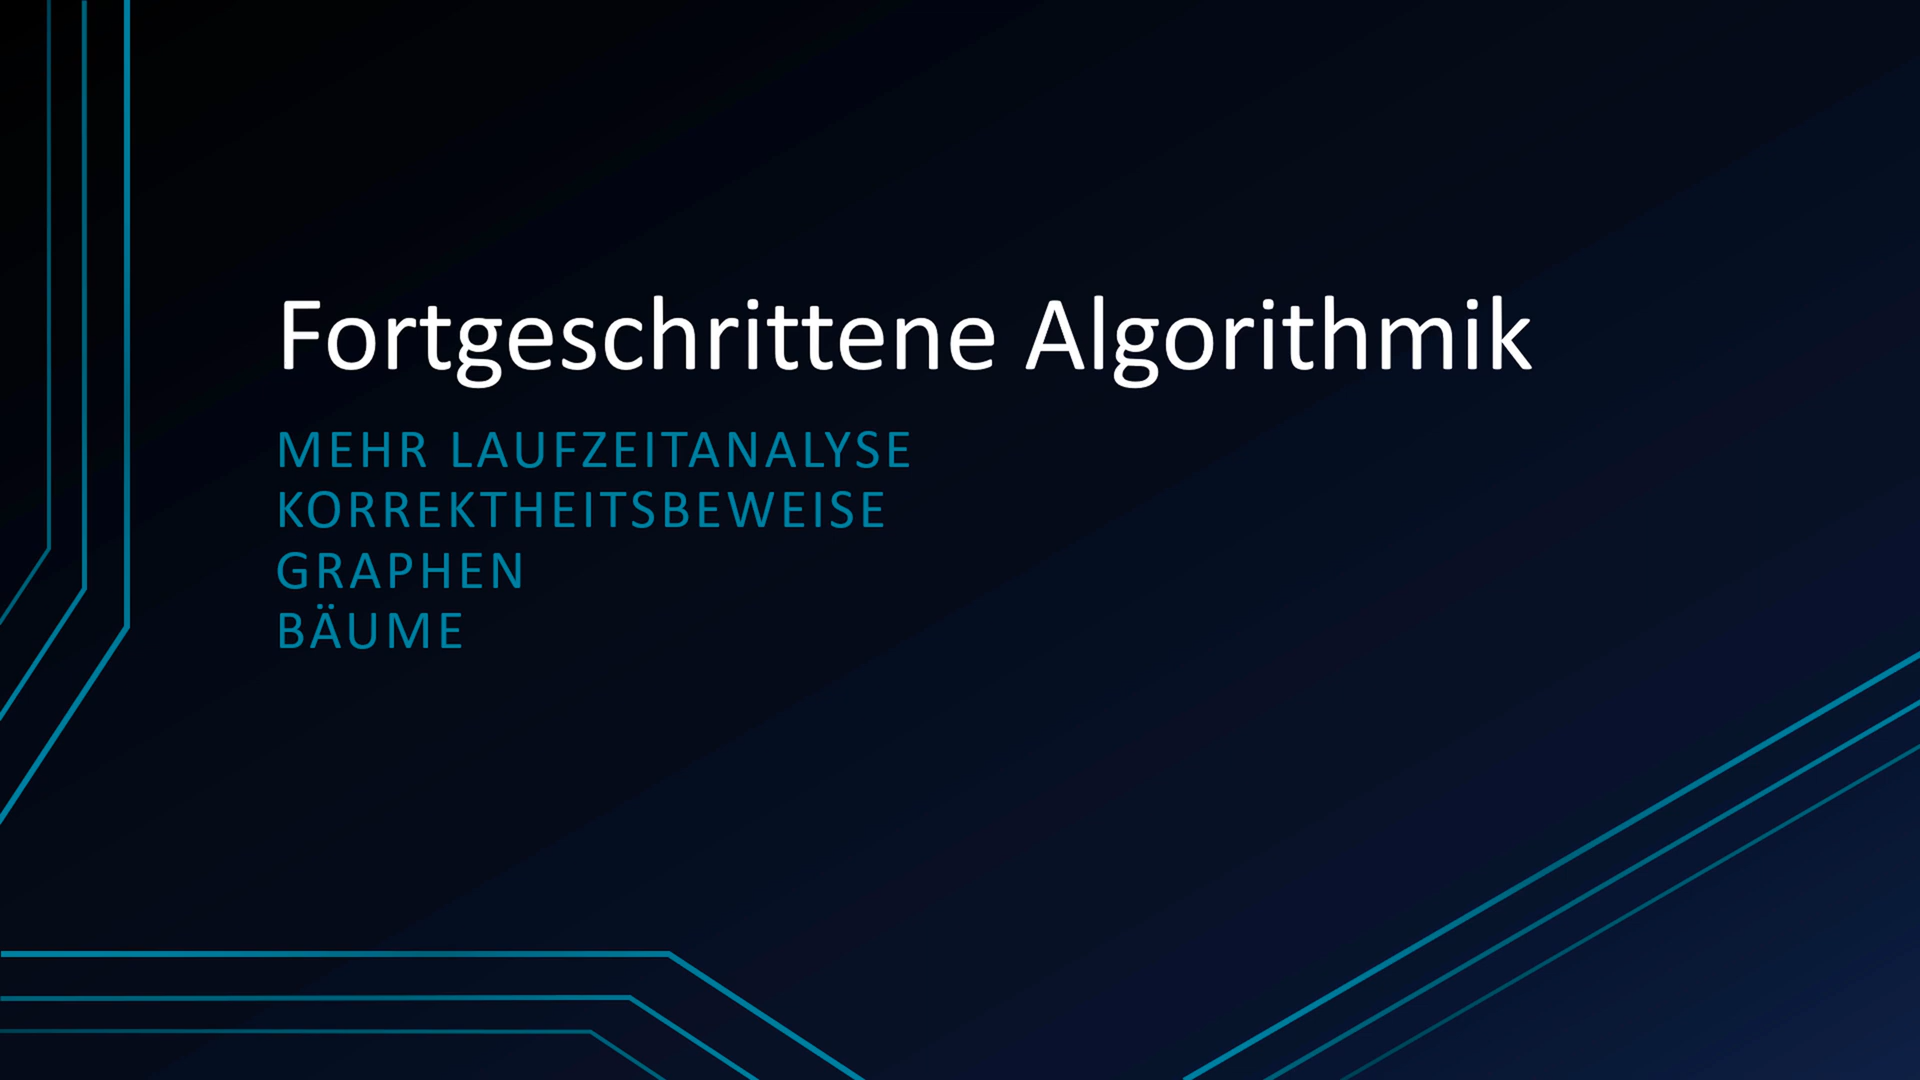 Fortgeschrittene Algorithmik
MEHR LAUFZEITANALYSE
KORREKTHEITSBEWEISE
GRAPHEN
BÄUME